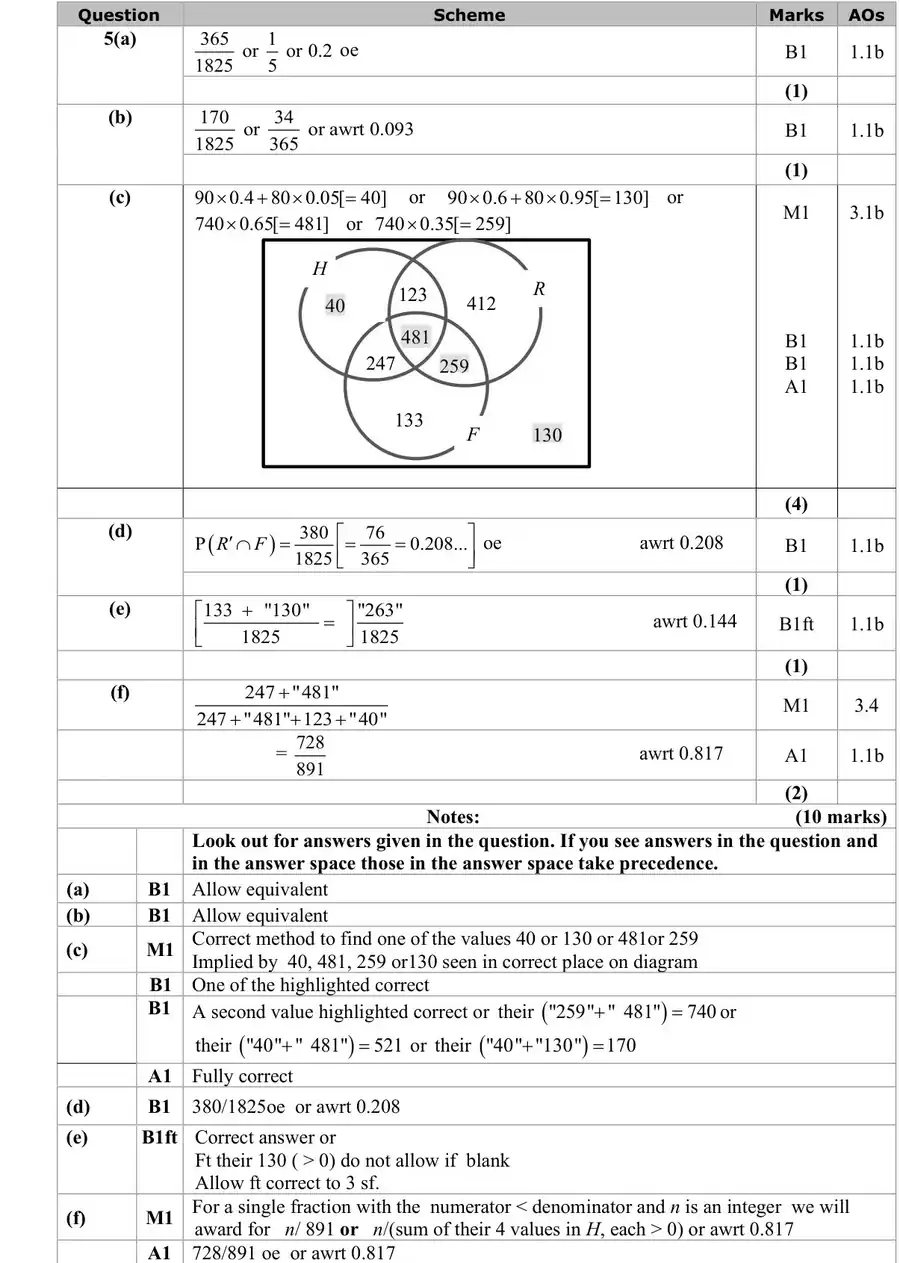 Question Scheme Marks AOs
5(a) 365/1825 or 1/5 or 0.2 oe B1 1.1b
(1)
(b) 170/1825 or 34/365 or awrt 0.093 B1 1.1b
(1)
(c) 90×0.4+80×0.05[=40] or 90×0.6+80×0.95[=130] or
740×0.65[=481] or 740×0.35[=259] M1 3.1b
H
R
40
123
412
481
247
259
133
F
130
B1 1.1b
B1 1.1b
A1 1.1b
(4)
(d) P(R′∩F)=380/1825[=76/365=0.208...] oe awrt 0.208 B1 1.1b
(1)
(e) [133 + "130"/1825 =] "263"/1825 awrt 0.144 B1ft 1.1b
(1)
(f) 247+"481"/247+"481"+123+"40" M1 3.4
= 728/891 awrt 0.817 A1 1.1b
(2)
Notes: (10 marks)
Look out for answers given in the question. If you see answers in the question and
in the answer space those in the answer space take precedence.
(a) B1 Allow equivalent
(b) B1 Allow equivalent
(c) M1 Correct method to find one of the values 40 or 130 or 481or 259
Implied by 40, 481, 259 or130 seen in correct place on diagram
B1 One of the highlighted correct
B1 A second value highlighted correct or their ("259"+" 481")=740 or
their ("40"+" 481")=521 or their ("40"+"130")=170
A1 Fully correct
(d) B1 380/1825oe or awrt 0.208
(e) B1ft Correct answer or
Ft their 130 ( > 0) do not allow if blank
Allow ft correct to 3 sf.
(f) M1 For a single fraction with the numerator < denominator and n is an integer we will
award for n/ 891 or n/(sum of their 4 values in H, each > 0) or awrt 0.817
A1 728/891 oe or awrt 0.817